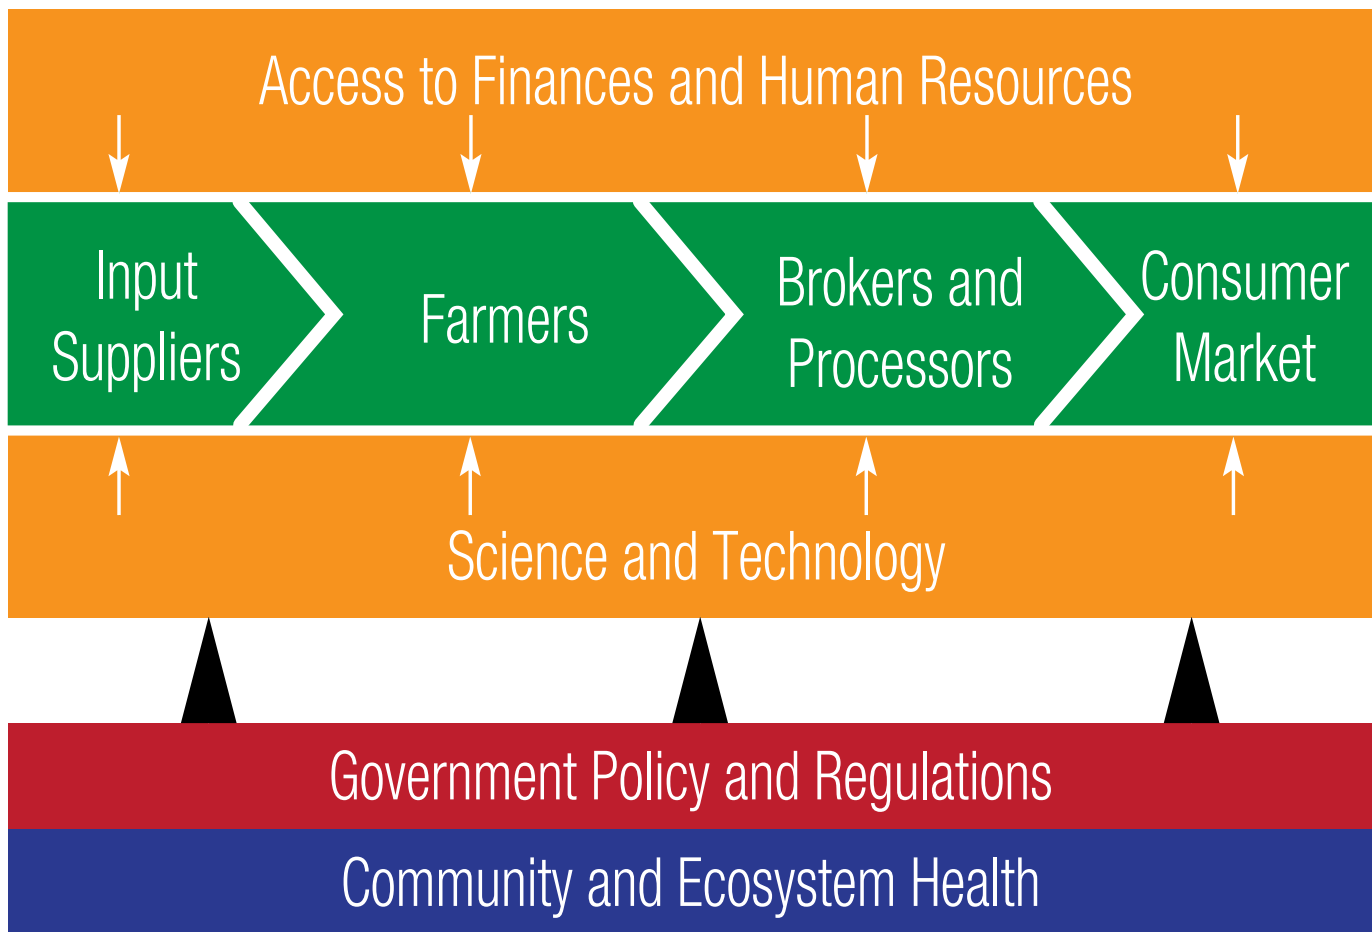 Access to Finances and Human Resources
Input
Suppliers
Farmers
Brokers and
Processors
Consumer
Market
Science and Technology
Government Policy and Regulations
Community and Ecosystem Health